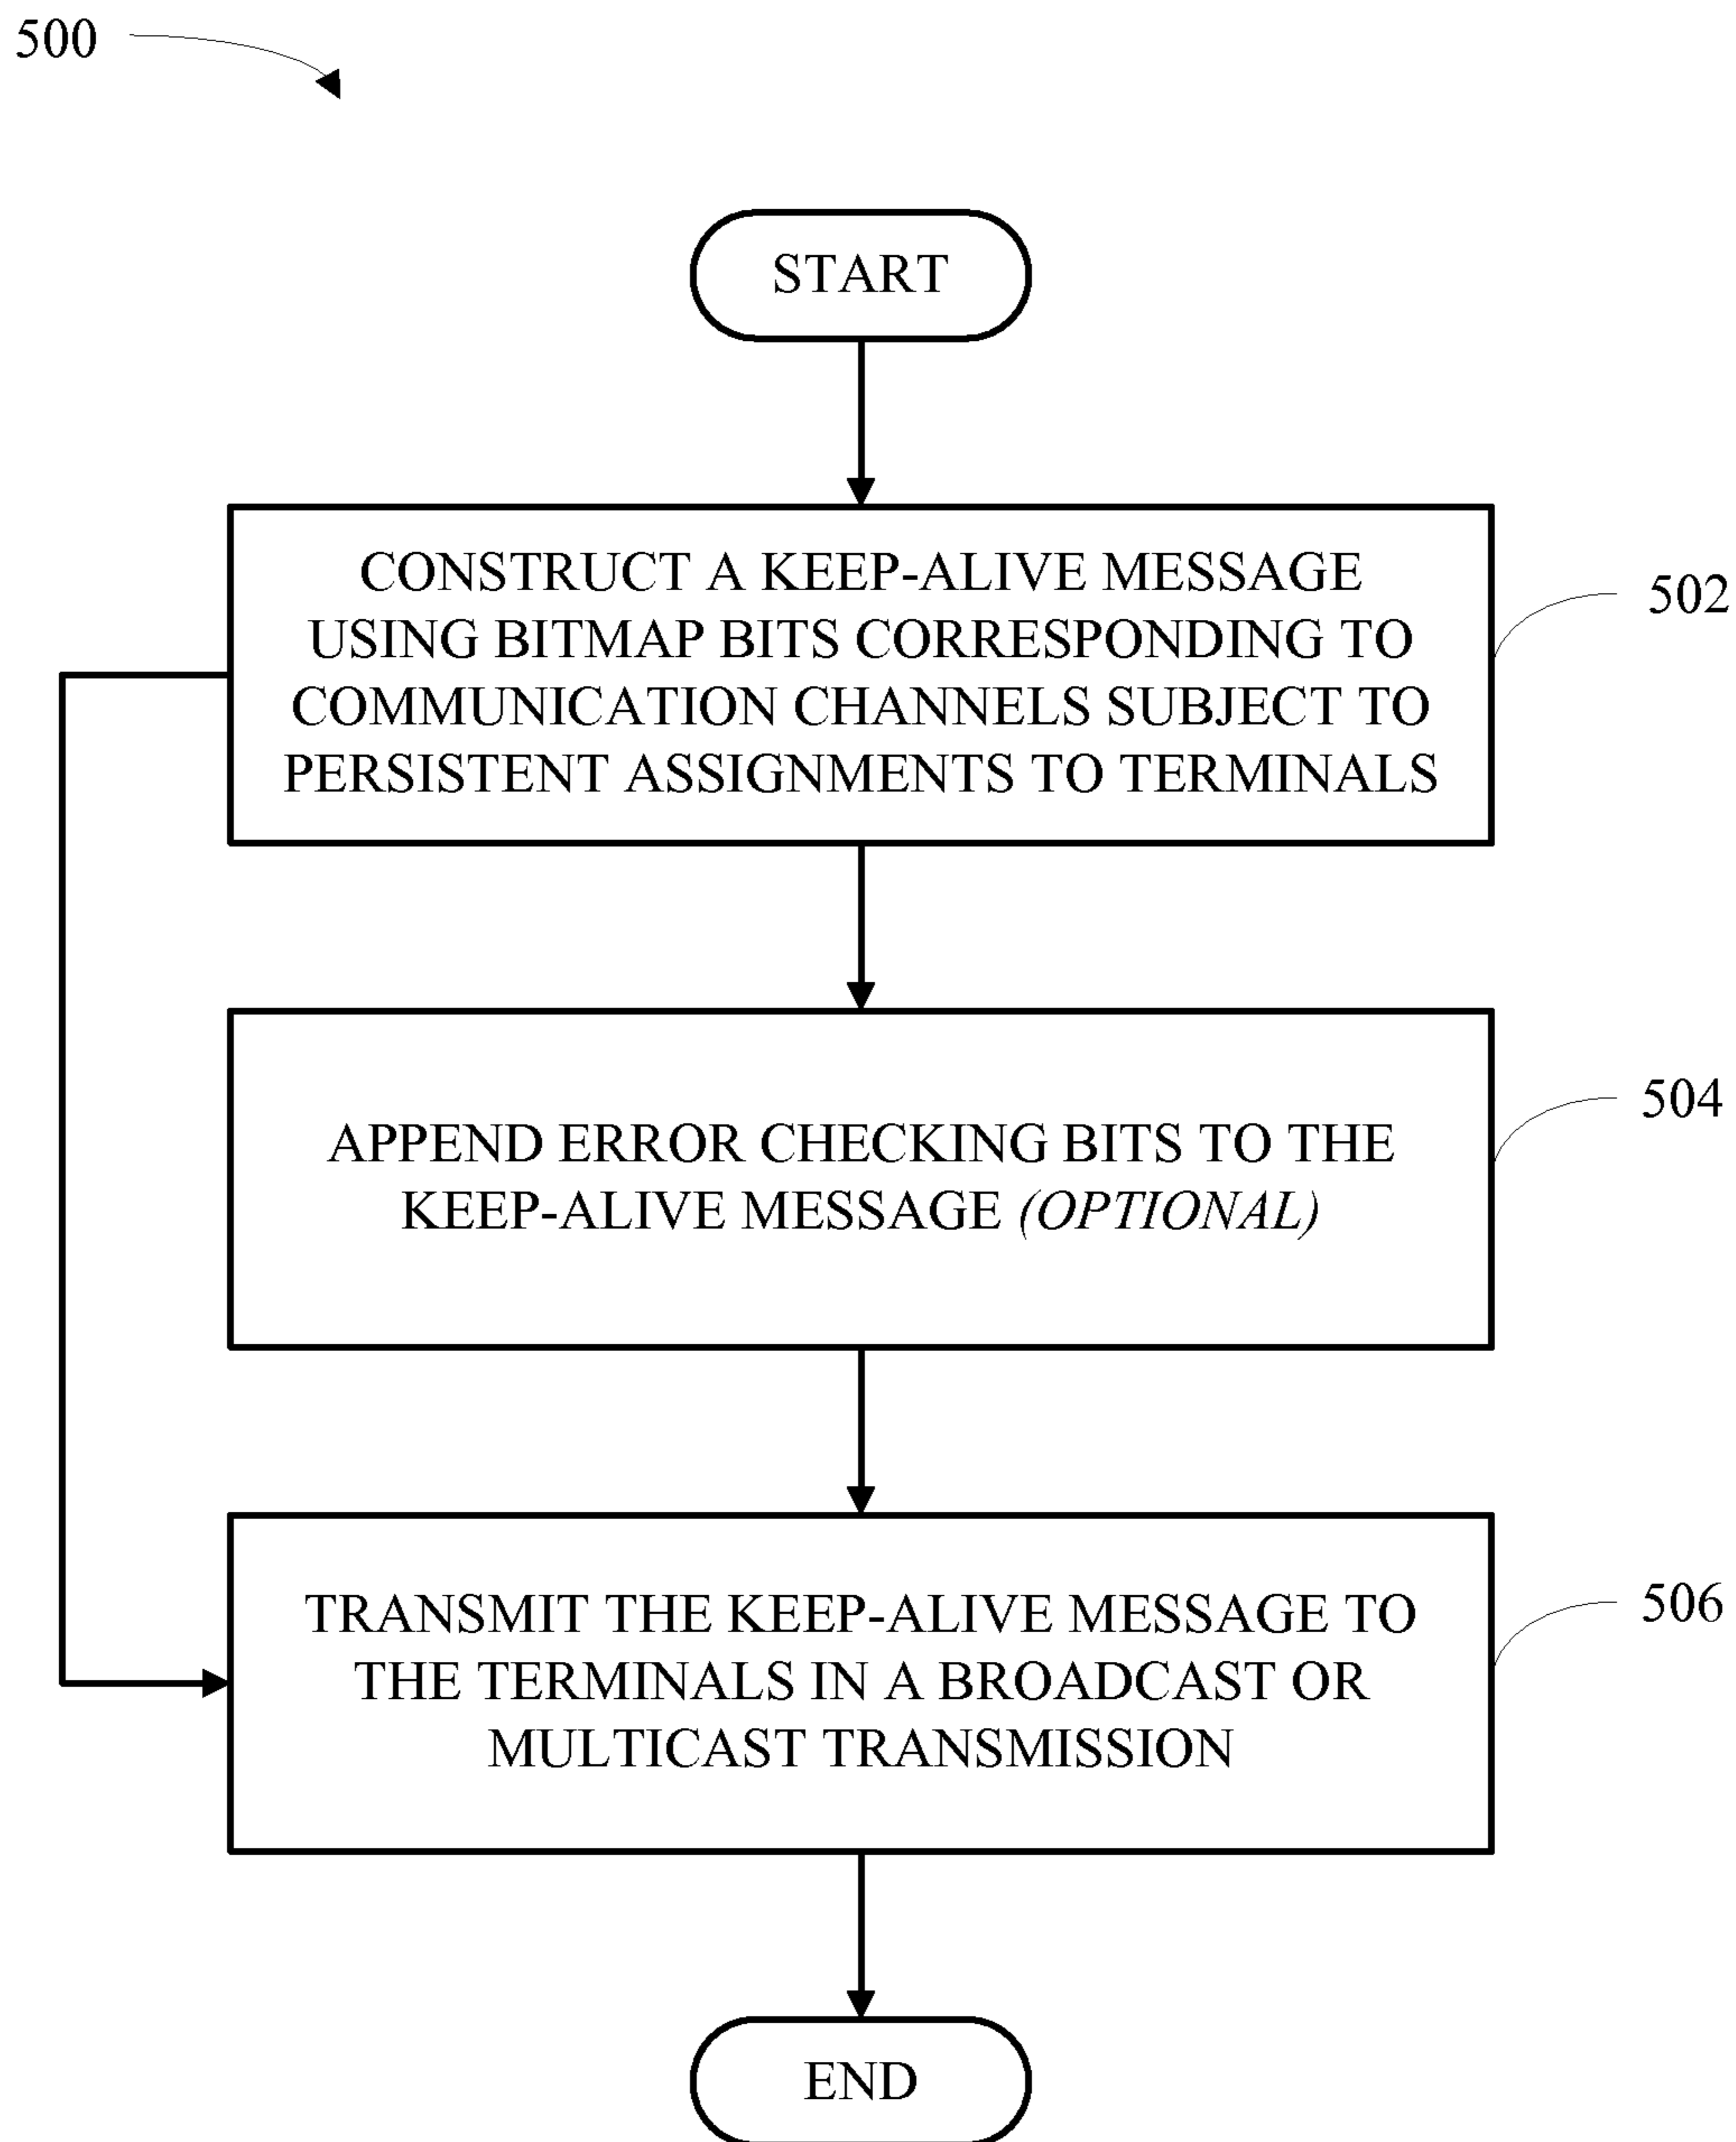 500
START
CONSTRUCT A KEEP-ALIVE MESSAGE
USING BITMAP BITS CORRESPONDING TO
COMMUNICATION CHANNELS SUBJECT TO
PERSISTENT ASSIGNMENTS TO TERMINALS
502
APPEND ERROR CHECKING BITS TO THE
KEEP-ALIVE MESSAGE (OPTIONAL)
504
TRANSMIT THE KEEP-ALIVE MESSAGE TO
THE TERMINALS IN A BROADCAST OR
MULTICAST TRANSMISSION
506
END